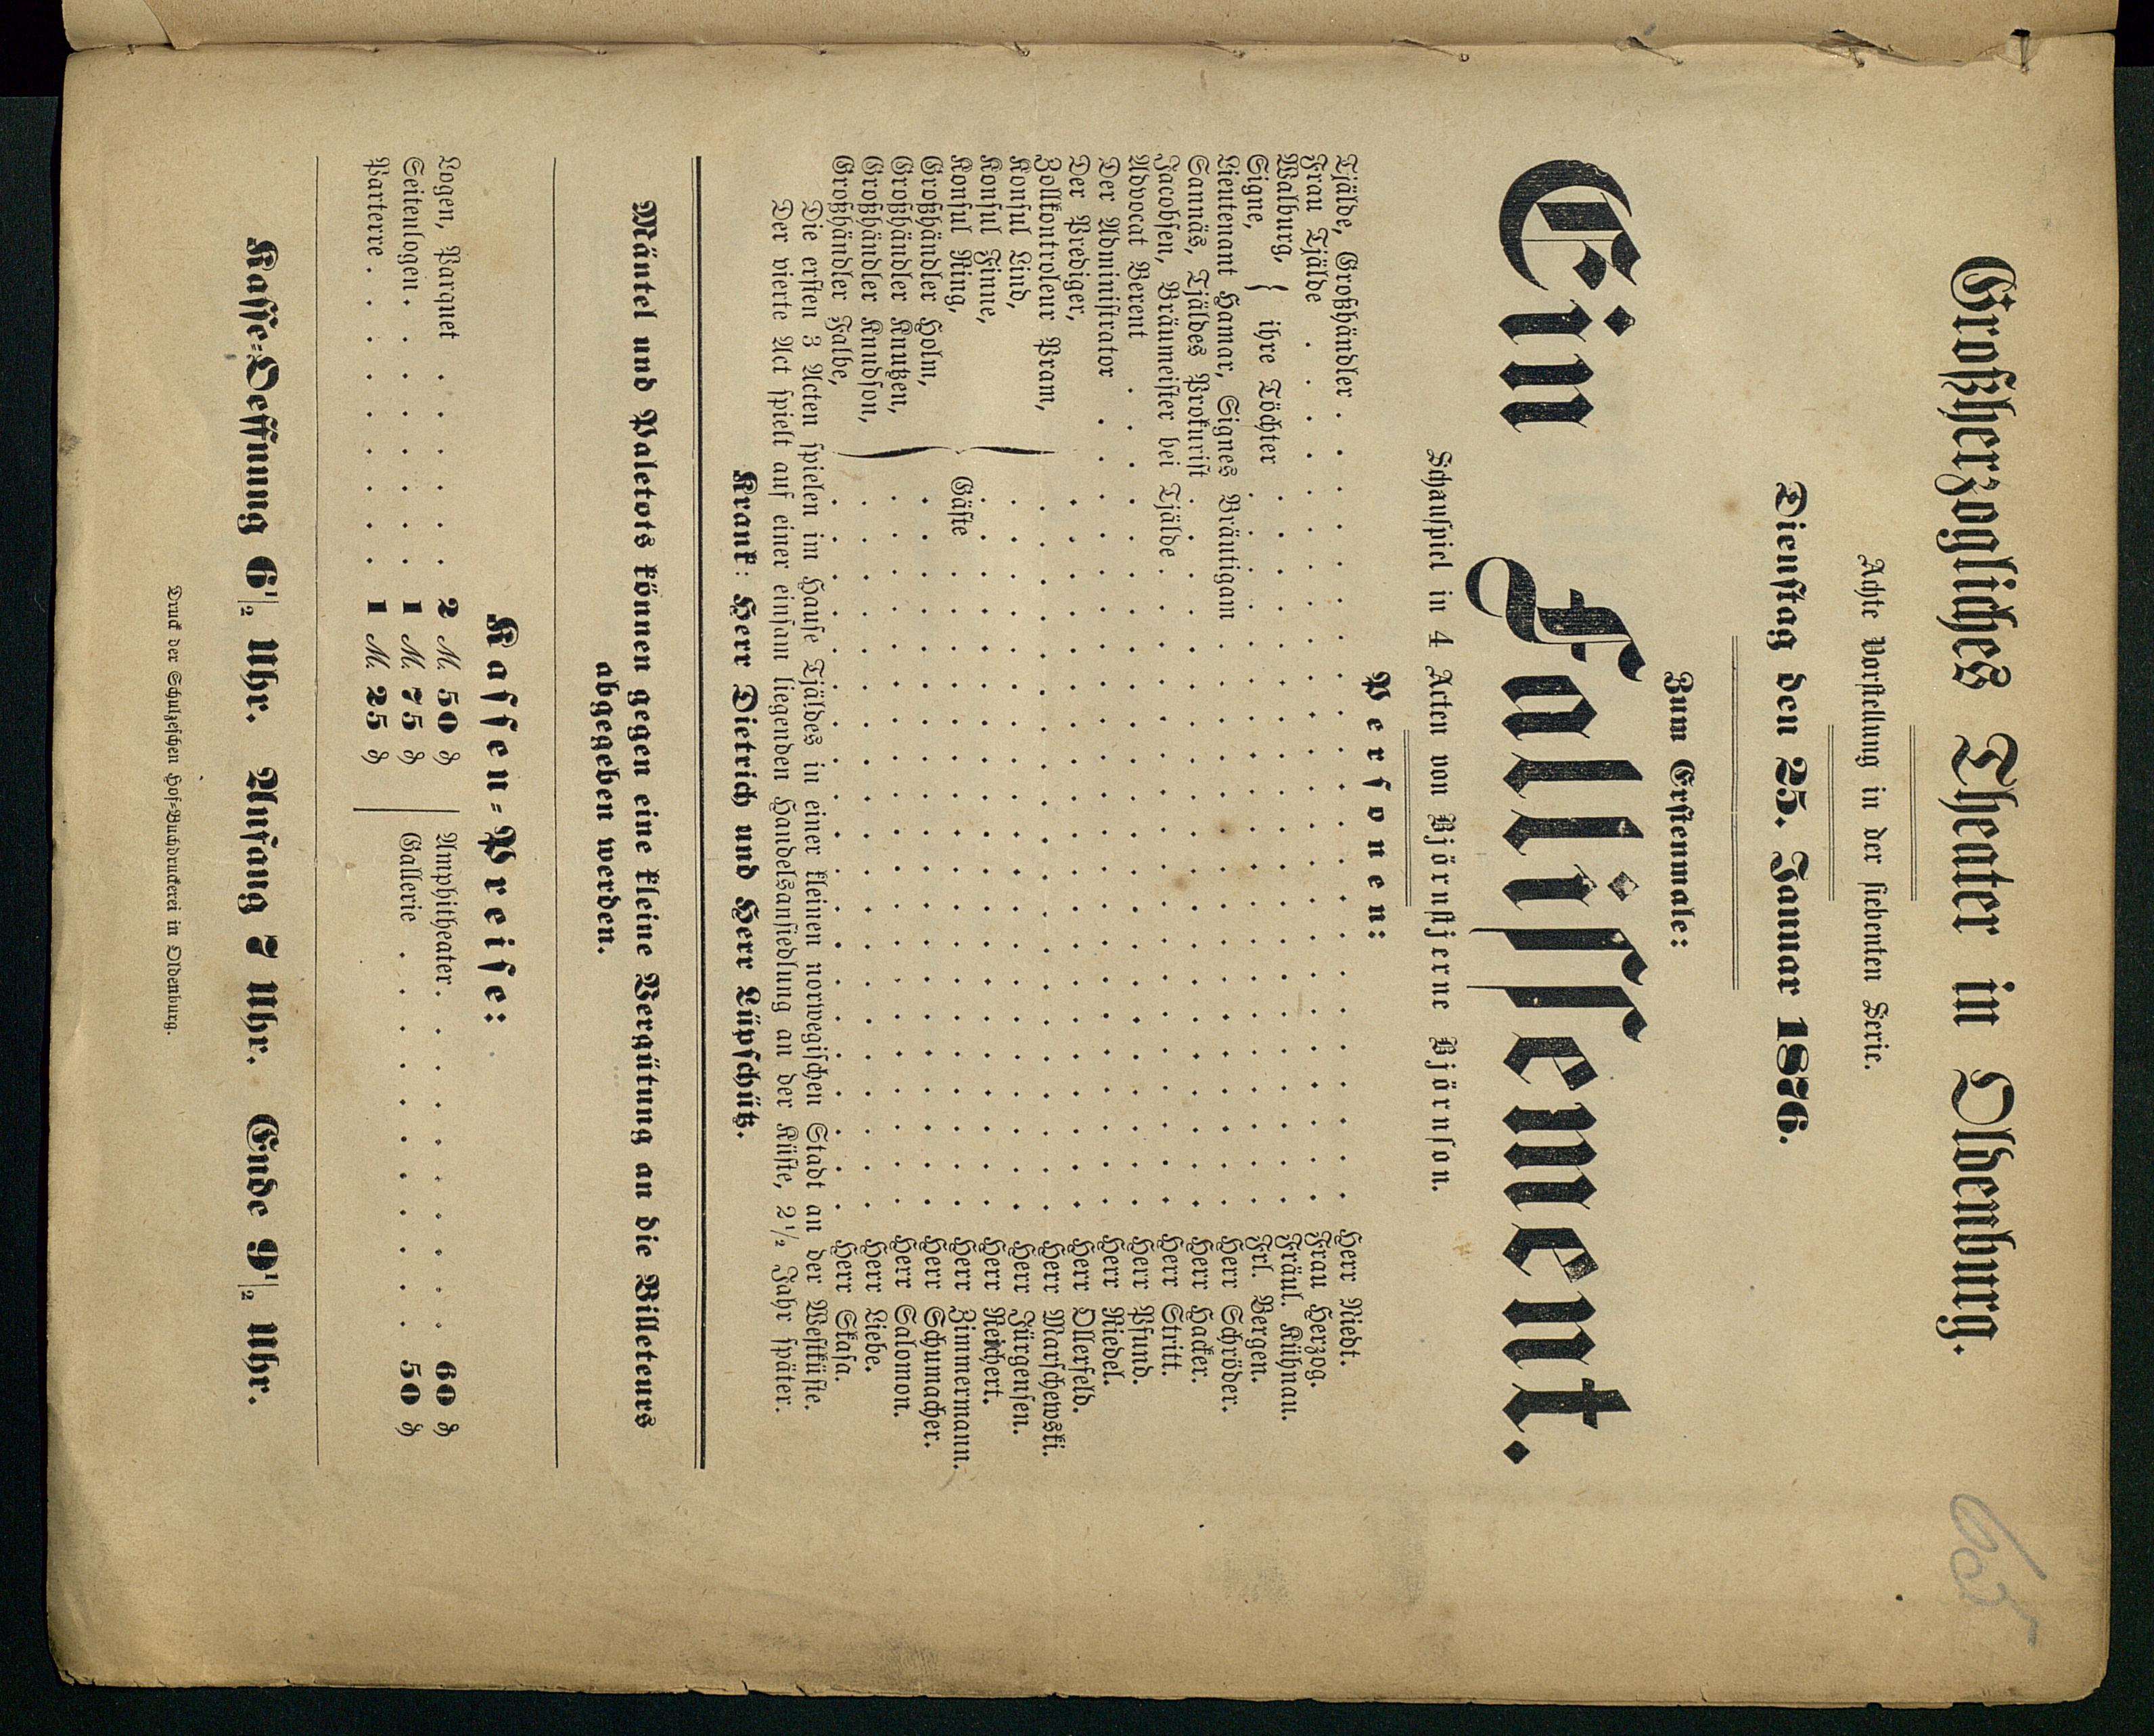 65
Großherzogliches Theater in Oldenburg.
Achte Vorstellung in der siebenten Serie.
Dienstag den 25. Januar 1876.
Zum Erstenmale:
Ein Fallissement.
Schauspiel in 4 Acten von Björnstjerne Björnson.
Personen:
Tjälde, Großhändler . . . . . Herr Riedt.
Frau Tjälde . . . . . Frau Herzog.
Walburg, } ihre Töchter . . . . . Fräul. Kühnau.
Signe, } . . . . . Frl. Bergen.
Lieutenant Hamar, Signes Bräutigam . . . . . Herr Schröder.
Sannäs, Tjäldes Prokurist . . . . . Herr Hacker.
Jacobsen, Bräumeister bei Tjälde . . . . . Herr Stritt.
Advocat Berent . . . . . Herr Pfund.
Der Administrator . . . . . Herr Riedel.
Der Prediger, . . . . . Herr Ollerfeld.
Zollkontroleur Pram, . . . . . Herr Marschewski.
Konsul Lind, . . . . . Herr Jürgensen.
Konsul Finne, . . . . . Herr Reichert.
Konsul Ring, } Gäste . . . . . Herr Zimmermann.
Großhändler Holm, . . . . . Herr Schumacher.
Großhändler Knutzen, . . . . . Herr Salomon.
Großhändler Knudson, . . . . . Herr Liebe.
Großhändler Falbe, . . . . . Herr Skasa.
Die ersten 3 Acten spielen im Hause Tjäldes in einer kleinen norwegischen Stadt an der Westküste.
Der vierte Act spielt auf einer einsam liegenden Handelsansiedlung an der Küste, 2½ Jahr später.
Krank: Herr Dietrich und Herr Lüpschütz.
Mäntel und Paletots können gegen eine kleine Vergütung an die Billeteurs
abgegeben werden.
Kassen-Preise:
Logen, Parquet . . . . . 2 M. 50 ₰ Amphitheater . . . . . 60 ₰
Seitenlogen . . . . . 1 M. 75 ₰ Gallerie . . . . . 50 ₰
Parterre . . . . . 1 M. 25 ₰
Kasse-Oeffnung 6½ Uhr. Anfang 7 Uhr. Ende 9½ Uhr.
Druck der Schulzeschen Hof-Buchdruckerei in Oldenburg.